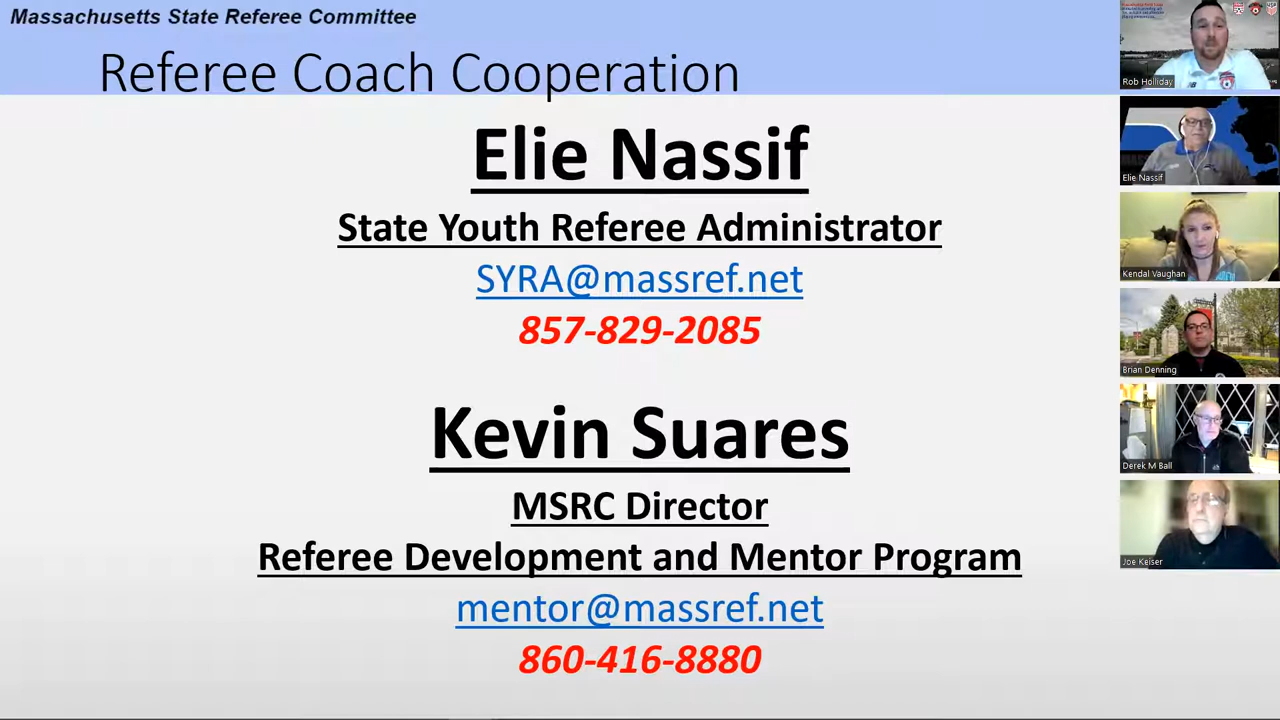 Massachusetts State Referee Committee
Referee Coach Cooperation
Elie Nassif
State Youth Referee Administrator
SYRA@massref.net
857-829-2085
Kevin Suares
MSRC Director
Referee Development and Mentor Program
mentor@massref.net
860-416-8880
Rob Holliday
Elie Nassif
Kendal Vaughan
Brian Denning
Derek M Ball
Joe Keiser